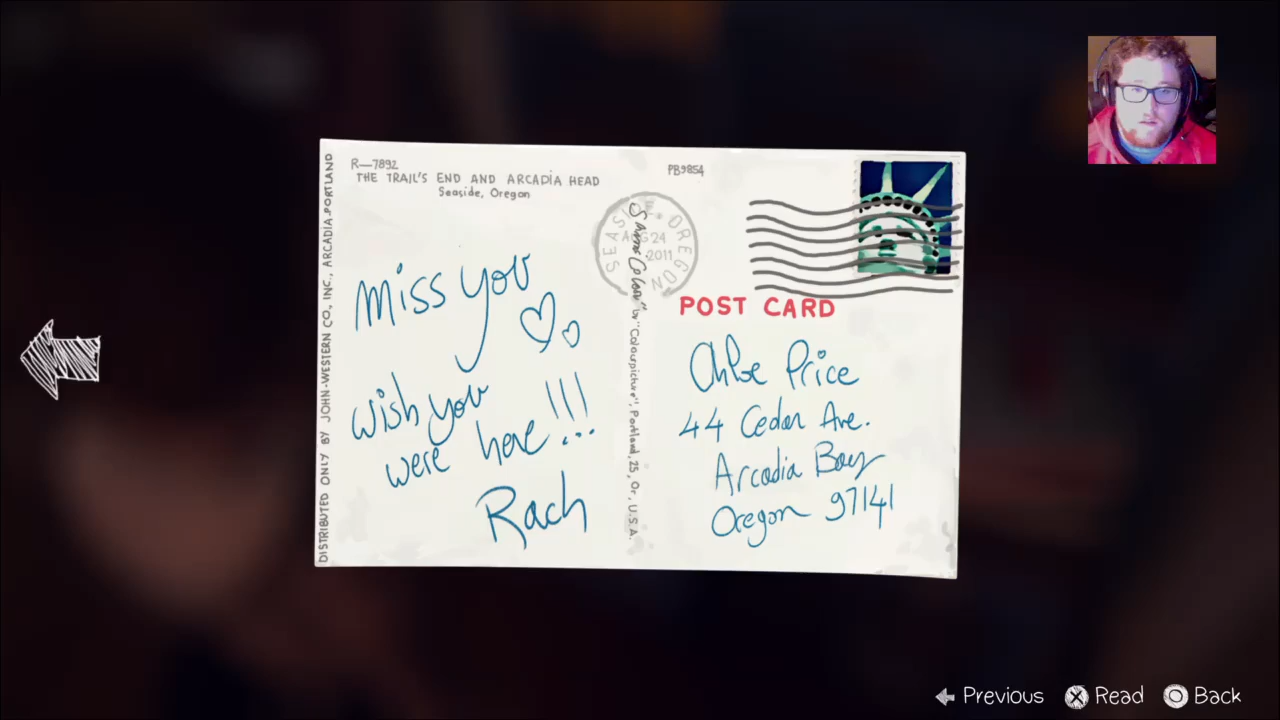 R—7892
THE TRAIL'S END AND ARCADIA HEAD
Seaside, Oregon
PB9854
DISTRIBUTED ONLY BY JOHN-WESTERN CO., INC., ARCADIA-PORTLAND
SEASIDE, OREGON
AUG 24
2011
by "Colourpicture", Portland, 25, Or, U.S.A.
Miss you
wish you
were here!!!
Rach
POST CARD
Chloe Price
44 Cedar Ave.
Arcadia Bay
Oregon 97141
Previous
Read
Back